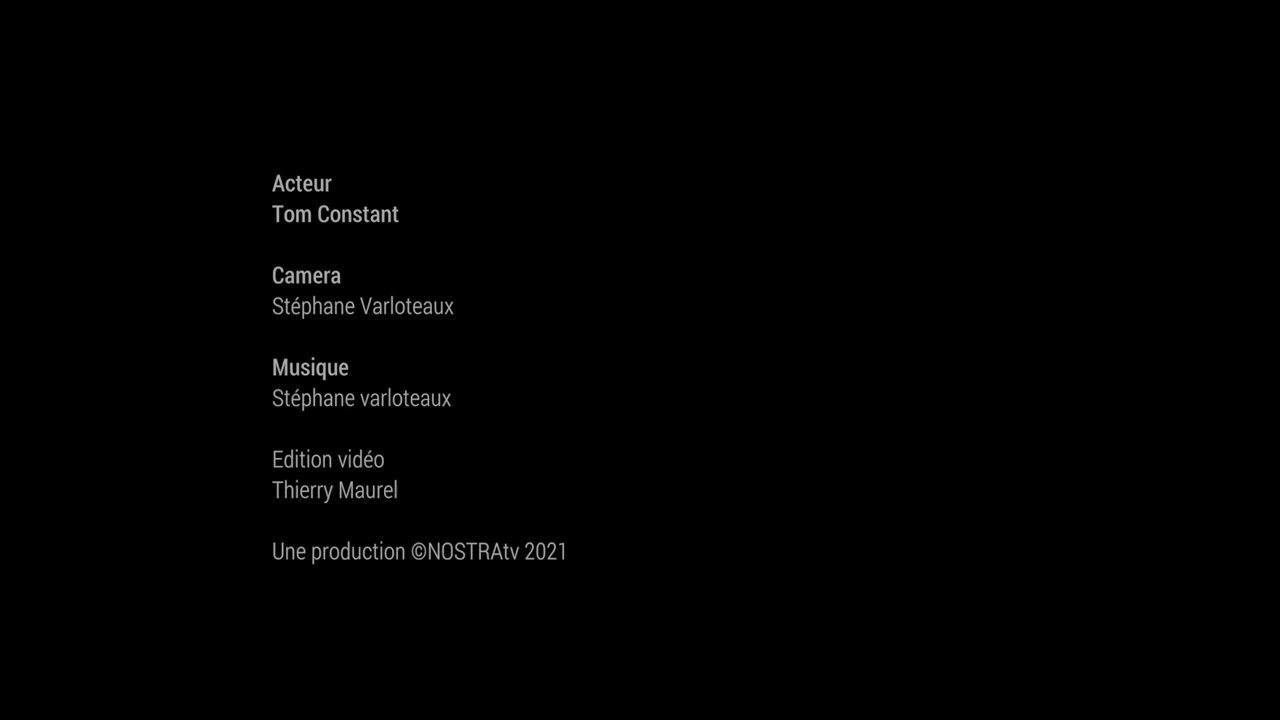 Acteur
Tom Constant
Camera
Stéphane Varloteaux
Musique
Stéphane varloteaux
Edition vidéo
Thierry Maurel
Une production ©NOSTRAtv 2021